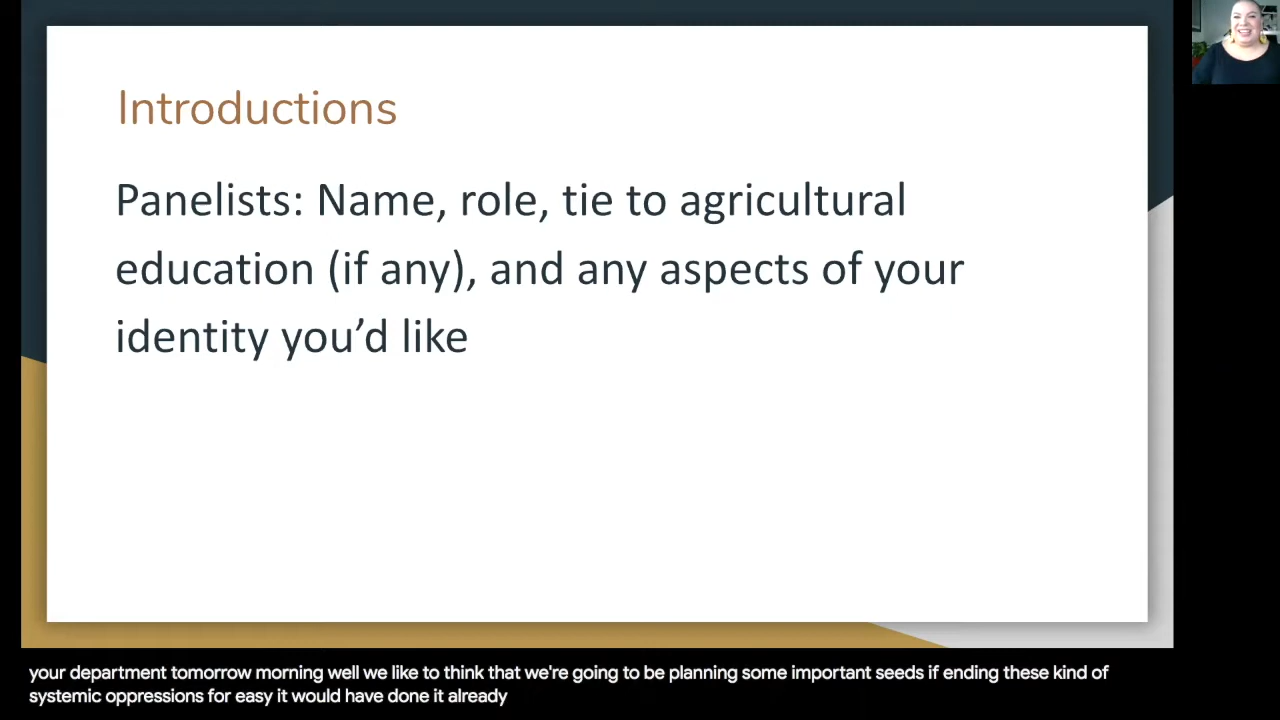 Introductions
Panelists: Name, role, tie to agricultural
education (if any), and any aspects of your
identity you’d like
your department tomorrow morning well we like to think that we're going to be planning some important seeds if ending these kind of
systemic oppressions for easy it would have done it already